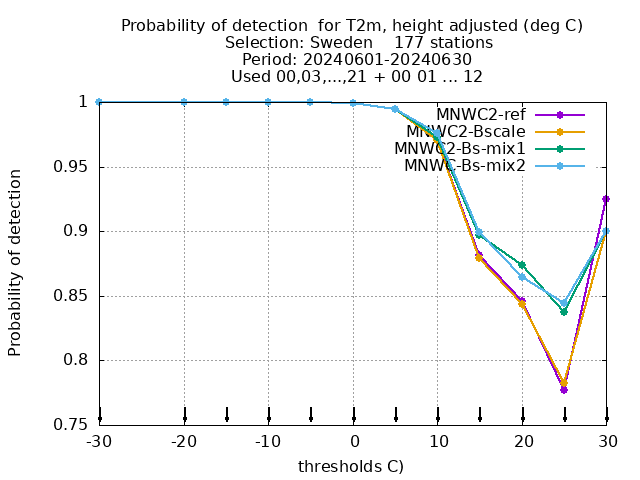 Probability of detection  for T2m, height adjusted (deg C)
Selection: Sweden    177 stations
Period: 20240601-20240630
Used 00,03,...,21 + 00 01 ... 12
MNWC2-ref
MNWC2-Bscale
MNWC2-Bs-mix1
MNWC-Bs-mix2
Probability of detection
1
0.95
0.9
0.85
0.8
0.75
-30 -20 -10 0 10 20 30
thresholds C)